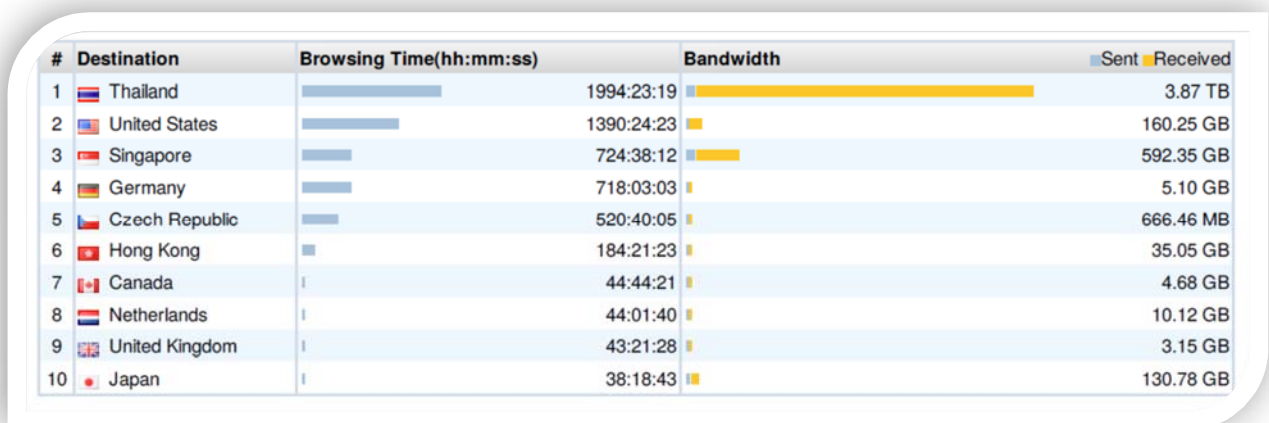 # Destination Browsing Time(hh:mm:ss) Bandwidth Sent Received
1 Thailand 1994:23:19 3.87 TB
2 United States 1390:24:23 160.25 GB
3 Singapore 724:38:12 592.35 GB
4 Germany 718:03:03 5.10 GB
5 Czech Republic 520:40:05 666.46 MB
6 Hong Kong 184:21:23 35.05 GB
7 Canada 44:44:21 4.68 GB
8 Netherlands 44:01:40 10.12 GB
9 United Kingdom 43:21:28 3.15 GB
10 Japan 38:18:43 130.78 GB